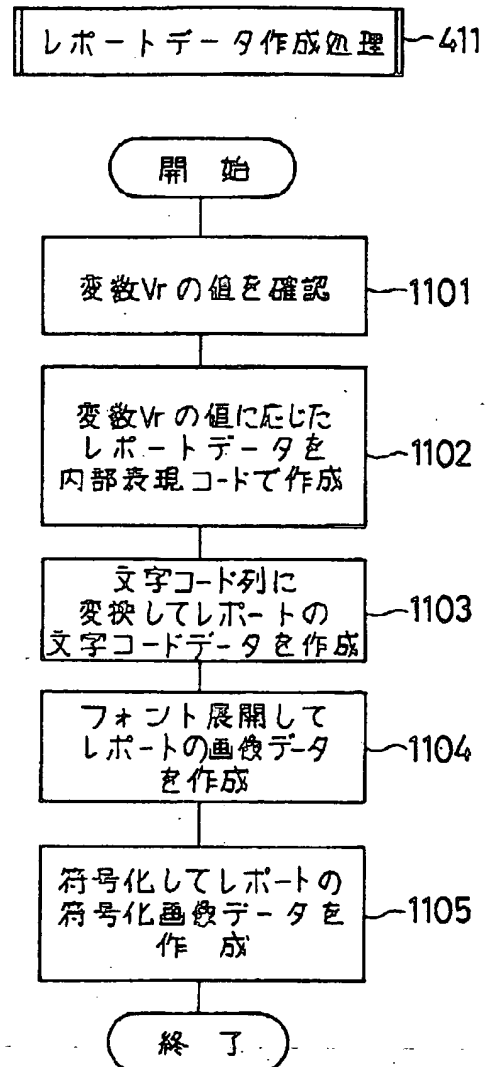 レポートデータ作成処理 411
開 始
変数Vrの値を確認 1101
変数Vrの値に応じた
レポートデータを 1102
内部表現コードで作成
文字コード列に
変換してレポートの 1103
文字コードデータを作成
フォント展開して
レポートの画像データ 1104
を作成
符号化してレポートの
符号化画像データを 1105
作 成
終 了